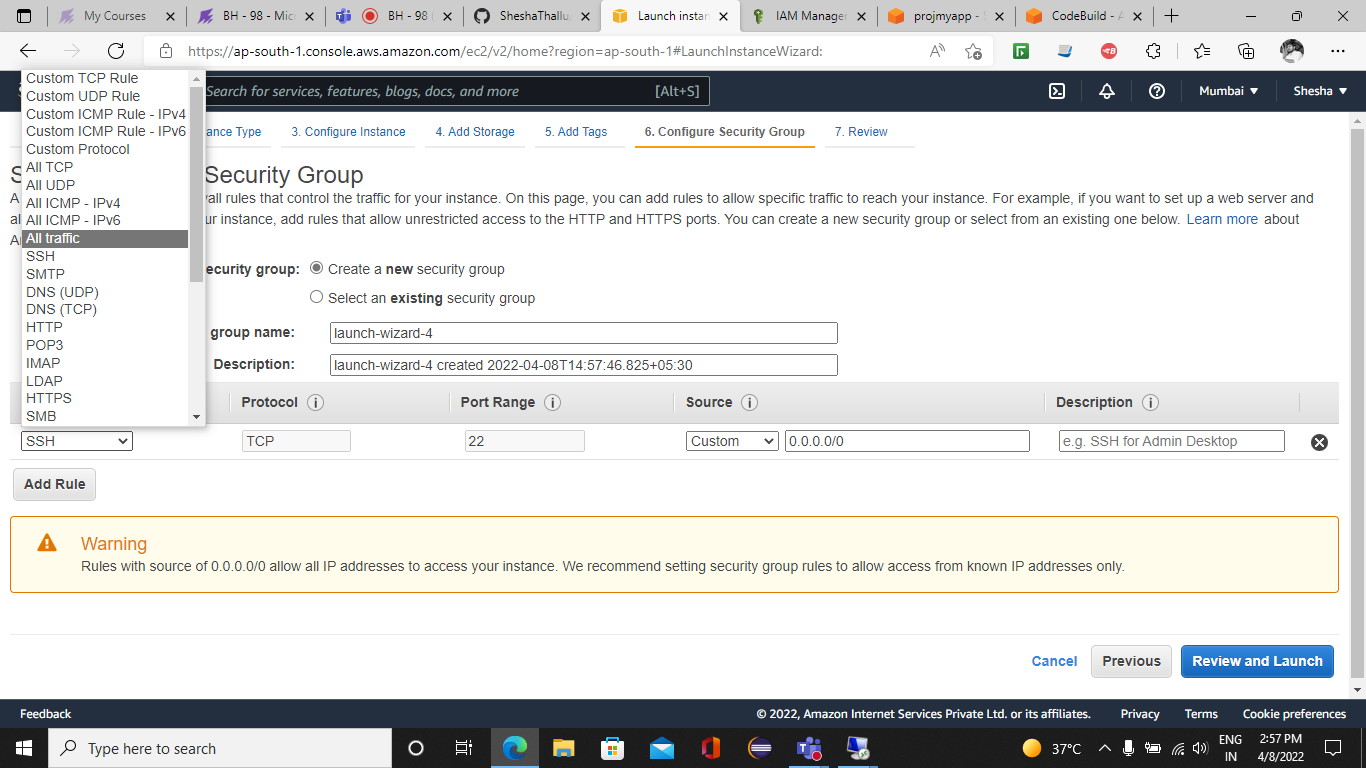 My Courses
BH - 98 - Mic
BH - 98
SheshaThallu
Launch instan
IAM Manager
projmyapp - S
CodeBuild - A
https://ap-south-1.console.aws.amazon.com/ec2/v2/home?region=ap-south-1#LaunchInstanceWizard:
Search for services, features, blogs, docs, and more [Alt+S]
Mumbai
Shesha
Custom TCP Rule
Custom UDP Rule
Custom ICMP Rule - IPv4
Custom ICMP Rule - IPv6
Custom Protocol
All TCP
All UDP
All ICMP - IPv4
All ICMP - IPv6
All traffic
SSH
SMTP
DNS (UDP)
DNS (TCP)
HTTP
POP3
IMAP
LDAP
HTTPS
SMB
ance Type
3. Configure Instance
4. Add Storage
5. Add Tags
6. Configure Security Group
7. Review
Security Group
vall rules that control the traffic for your instance. On this page, you can add rules to allow specific traffic to reach your instance. For example, if you want to set up a web server and
ur instance, add rules that allow unrestricted access to the HTTP and HTTPS ports. You can create a new security group or select from an existing one below. Learn more about
ecurity group:
Create a new security group
Select an existing security group
group name:
launch-wizard-4
Description:
launch-wizard-4 created 2022-04-08T14:57:46.825+05:30
Protocol
Port Range
Source
Description
SSH
TCP
22
Custom
0.0.0.0/0
e.g. SSH for Admin Desktop
Add Rule
Warning
Rules with source of 0.0.0.0/0 allow all IP addresses to access your instance. We recommend setting security group rules to allow access from known IP addresses only.
Cancel
Previous
Review and Launch
Feedback
© 2022, Amazon Internet Services Private Ltd. or its affiliates.
Privacy
Terms
Cookie preferences
Type here to search
37°C
ENG
IN
2:57 PM
4/8/2022